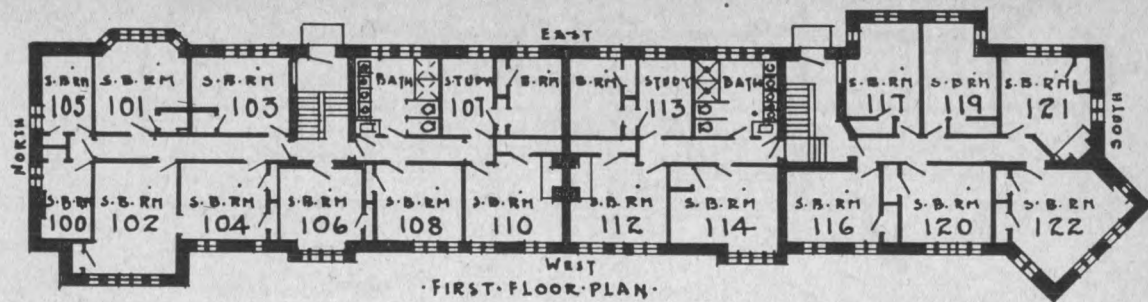 EAST
S.BRM
105
S.B.RM
101
S.B.RM
103
BATH
STUDY
107
B.RM
B.RM
STUDY
113
BATH
S.B.RM
117
S.BRM
119
S.B.RM
121
NORTH
SOUTH
S.B.RM
100
S.B.RM
102
S.B.RM
104
S.B.RM
106
S.B.RM
108
S.B.RM
110
S.B.RM
112
S.B.RM
114
S.B.RM
116
S.B.RM
120
S.B.RM
122
WEST
·FIRST·FLOOR·PLAN·